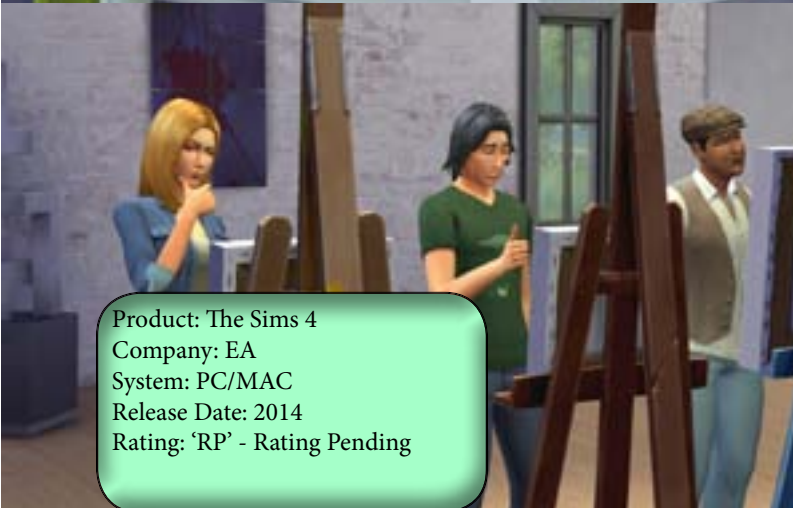 Product: The Sims 4
Company: EA
System: PC/MAC
Release Date: 2014
Rating: ‘RP’ - Rating Pending